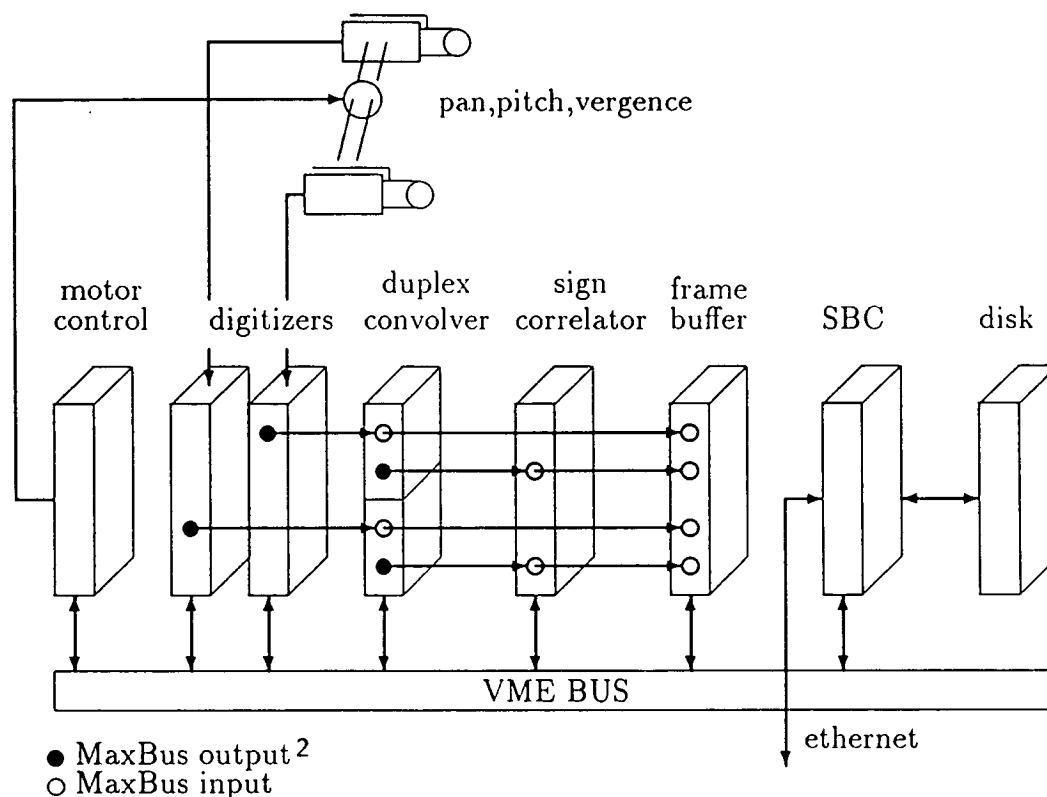 pan,pitch,vergence
motor
control
digitizers
duplex
convolver
sign
correlator
frame
buffer
SBC
disk
VME BUS
ethernet
● MaxBus output 2
○ MaxBus input